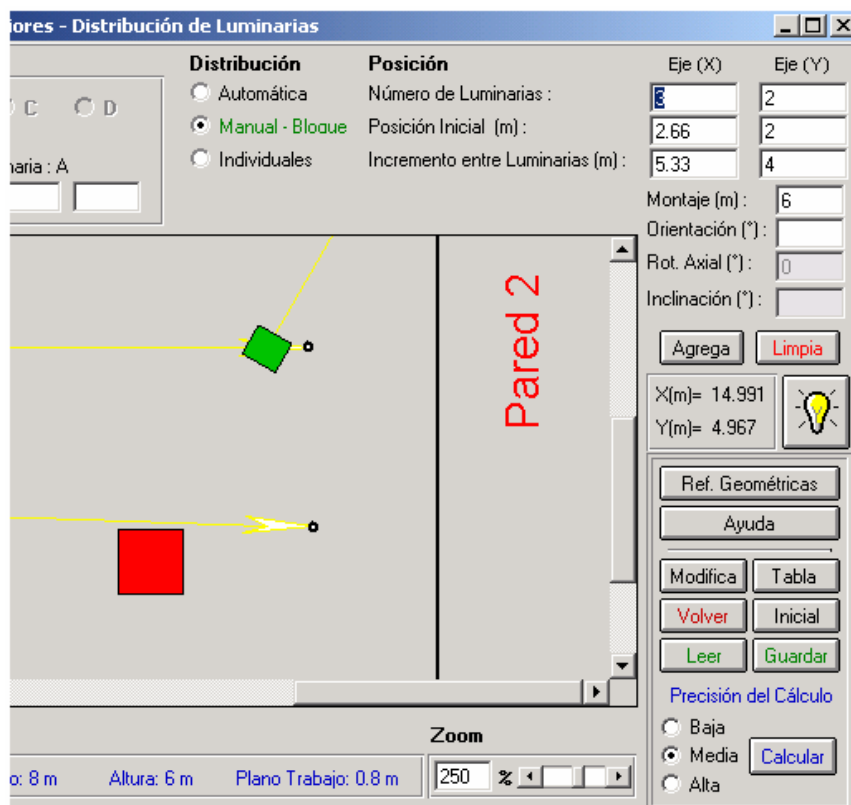 iores - Distribución de Luminarias
Distribución
Posición
Eje (X)
Eje (Y)
C
D
Automática
Número de Luminarias :
3
2
Manual - Bloque
Posición Inicial (m) :
2.66
2
naria : A
Individuales
Incremento entre Luminarias (m) :
5.33
4
Montaje (m) :
6
Orientación (°) :
Rot. Axial (°) :
0
Inclinación (°) :
Pared 2
Agrega
Limpia
X(m)= 14.991
Y(m)= 4.967
Ref. Geométricas
Ayuda
Modifica
Tabla
Volver
Inicial
Leer
Guardar
Precisión del Cálculo
Baja
Media
Calcular
Alta
Zoom
o: 8 m
Altura: 6 m
Plano Trabajo: 0.8 m
250
%